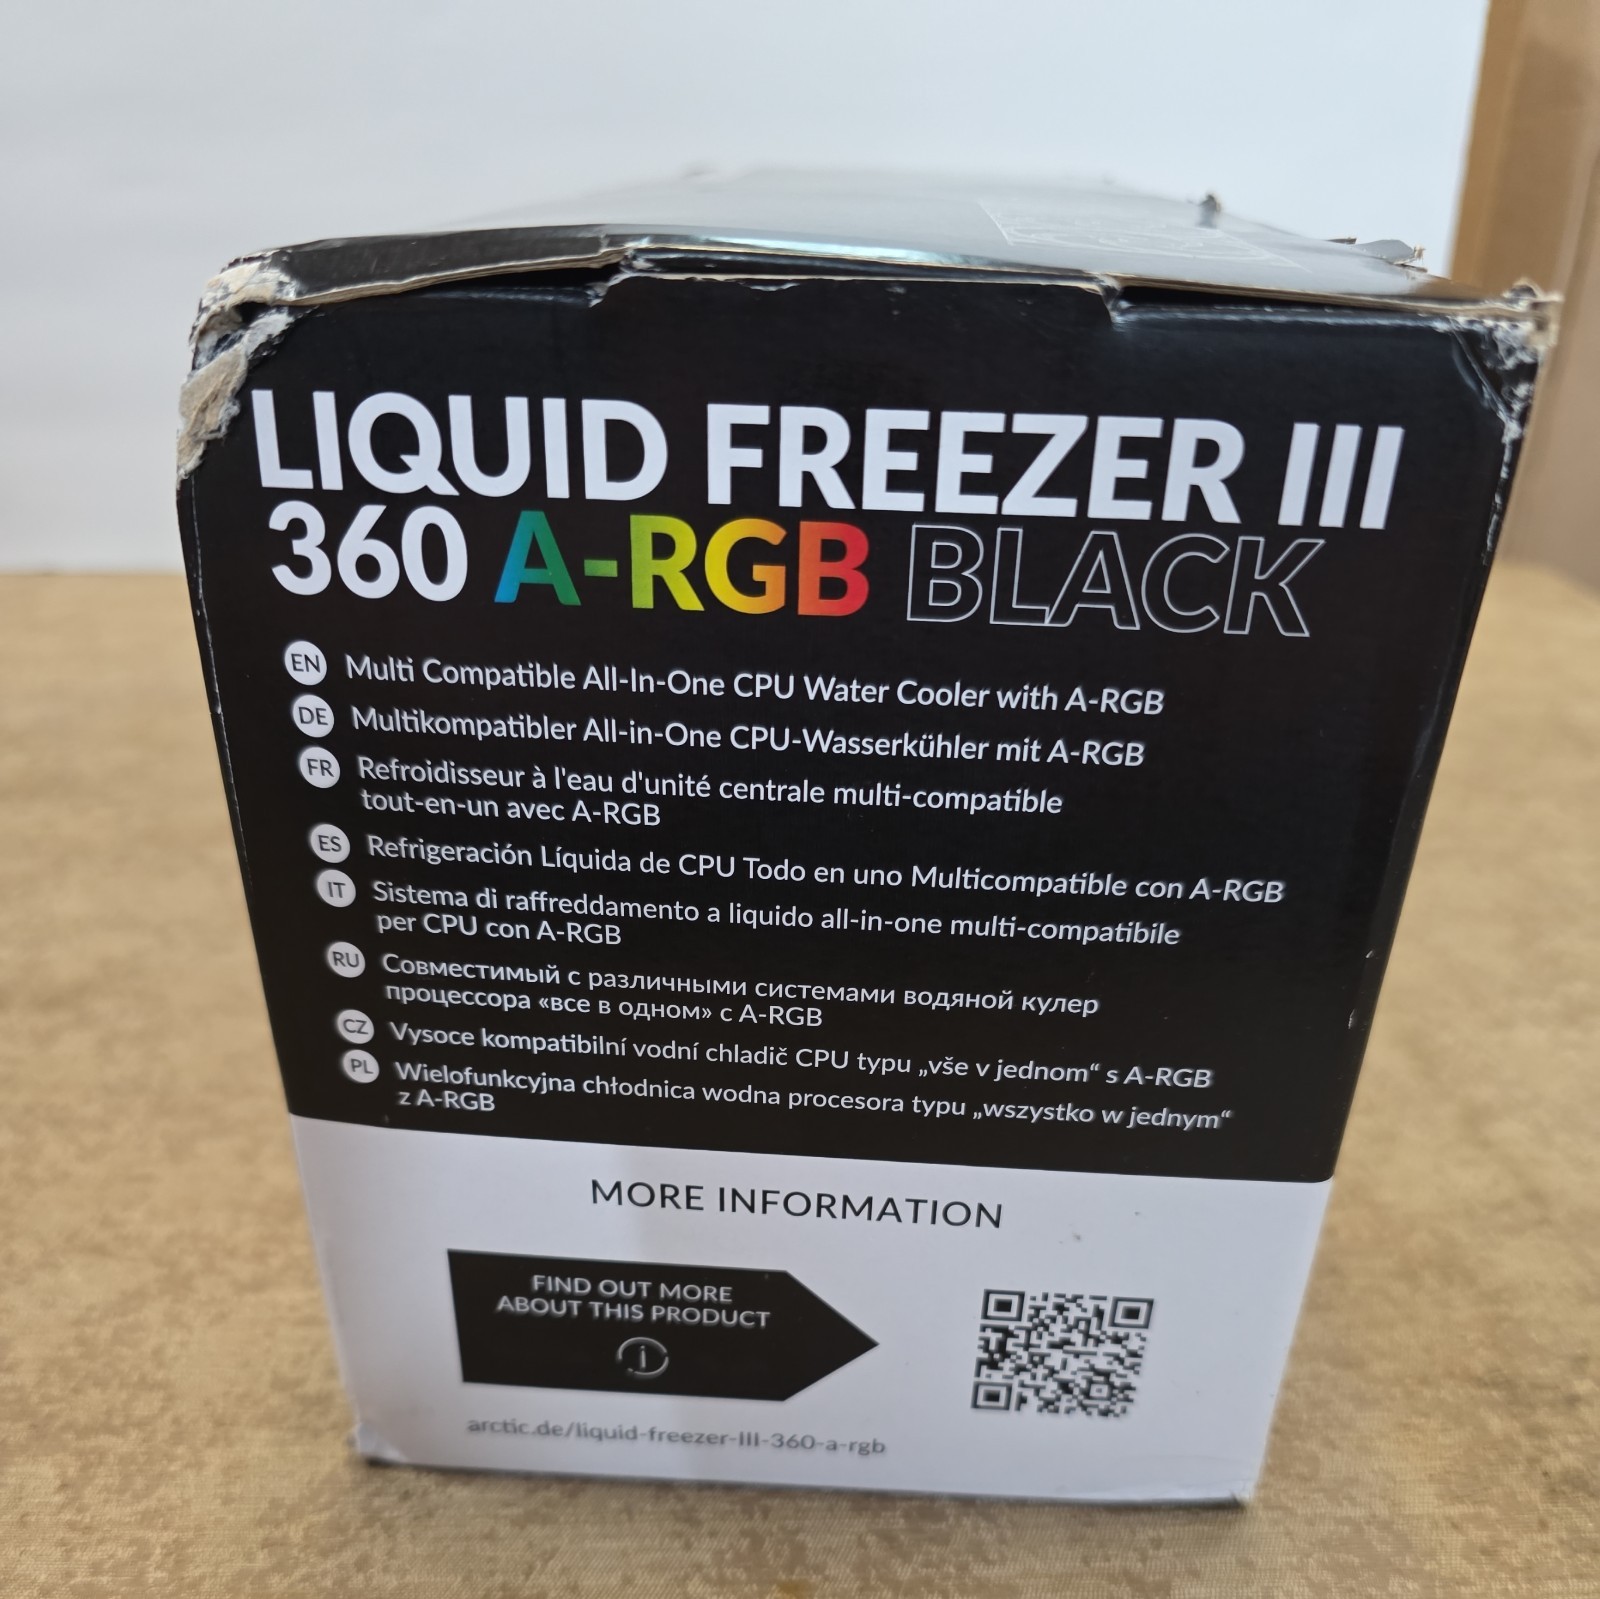 LIQUID FREEZER III
360 A-RGB BLACK
EN Multi Compatible All-In-One CPU Water Cooler with A-RGB
DE Multikompatibler All-in-One CPU-Wasserkühler mit A-RGB
FR Refroidisseur à l'eau d'unité centrale multi-compatible
tout-en-un avec A-RGB
ES Refrigeración Líquida de CPU Todo en uno Multicompatible con A-RGB
IT Sistema di raffreddamento a liquido all-in-one multi-compatibile
per CPU con A-RGB
RU Совместимый с различными системами водяной кулер
процессора «все в одном» с A-RGB
CZ Vysoce kompatibilní vodní chladič CPU typu „vše v jednom“ s A-RGB
PL Wielofunkcyjna chłodnica wodna procesora typu „wszystko w jednym“
z A-RGB
MORE INFORMATION
FIND OUT MORE
ABOUT THIS PRODUCT
i
arctic.de/liquid-freezer-III-360-a-rgb